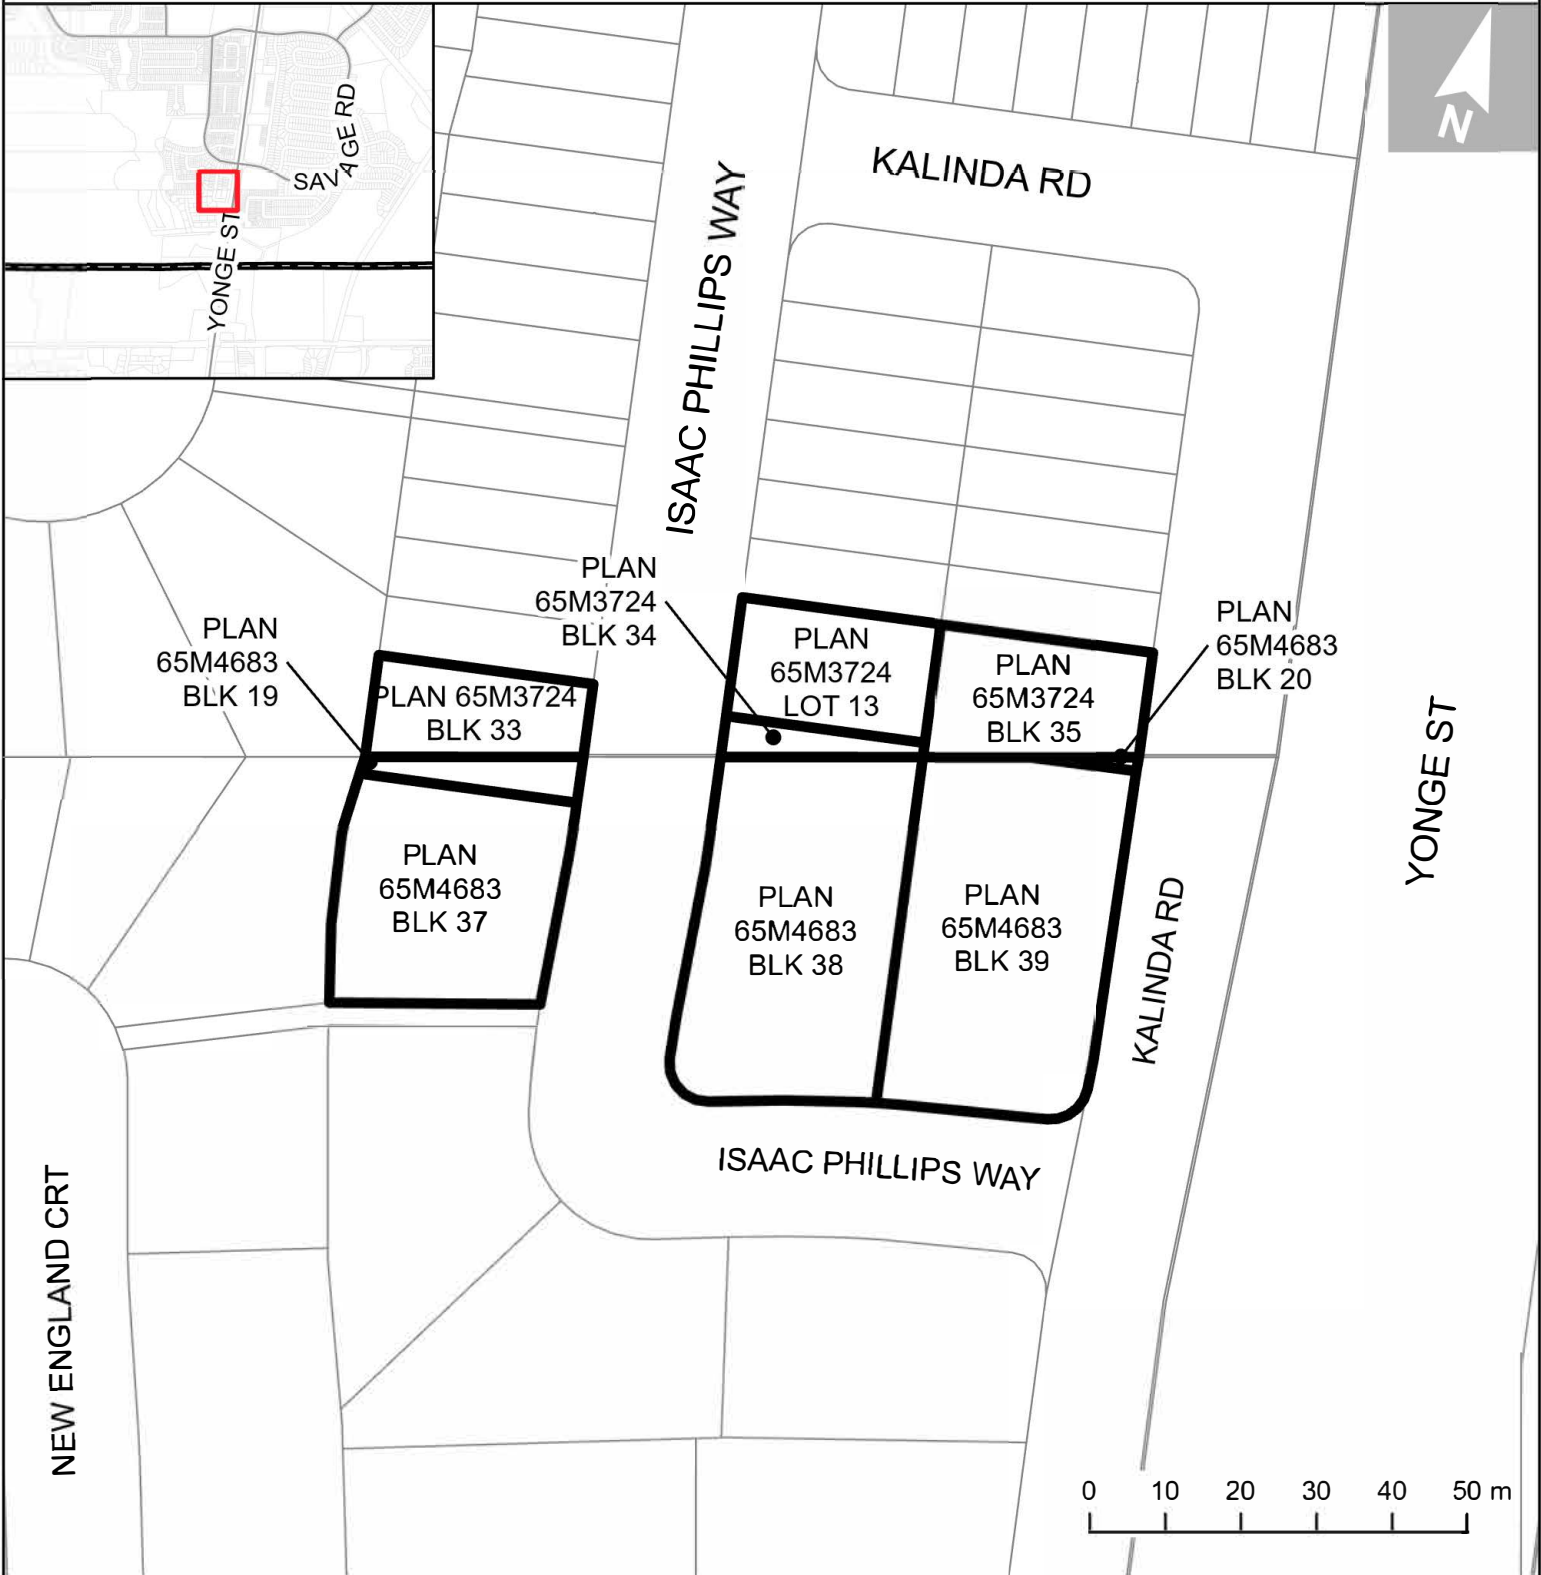 SAVAGE RD
YONGE ST
N
KALINDA RD
ISAAC PHILLIPS WAY
PLAN
65M3724
BLK 34
PLAN
65M4683
BLK 19
PLAN 65M3724
BLK 33
PLAN
65M3724
LOT 13
PLAN
65M3724
BLK 35
PLAN
65M4683
BLK 20
YONGE ST
PLAN
65M4683
BLK 37
PLAN
65M4683
BLK 38
PLAN
65M4683
BLK 39
KALINDA RD
ISAAC PHILLIPS WAY
NEW ENGLAND CRT
0 10 20 30 40 50 m